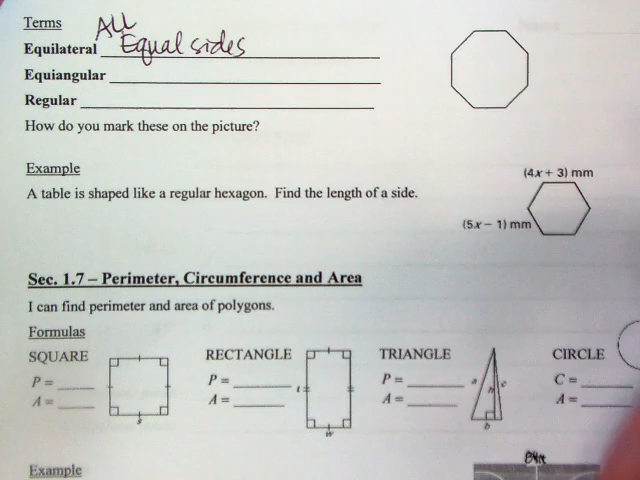 Terms
ALL
Equilateral Equal sides
Equiangular
Regular
How do you mark these on the picture?
Example
A table is shaped like a regular hexagon. Find the length of a side.
(4x + 3) mm
(5x − 1) mm
Sec. 1.7 – Perimeter, Circumference and Area
I can find perimeter and area of polygons.
Formulas
SQUARE RECTANGLE TRIANGLE CIRCLE
P = P = P = C =
A = A = A = A =
s l w a h c b
Example